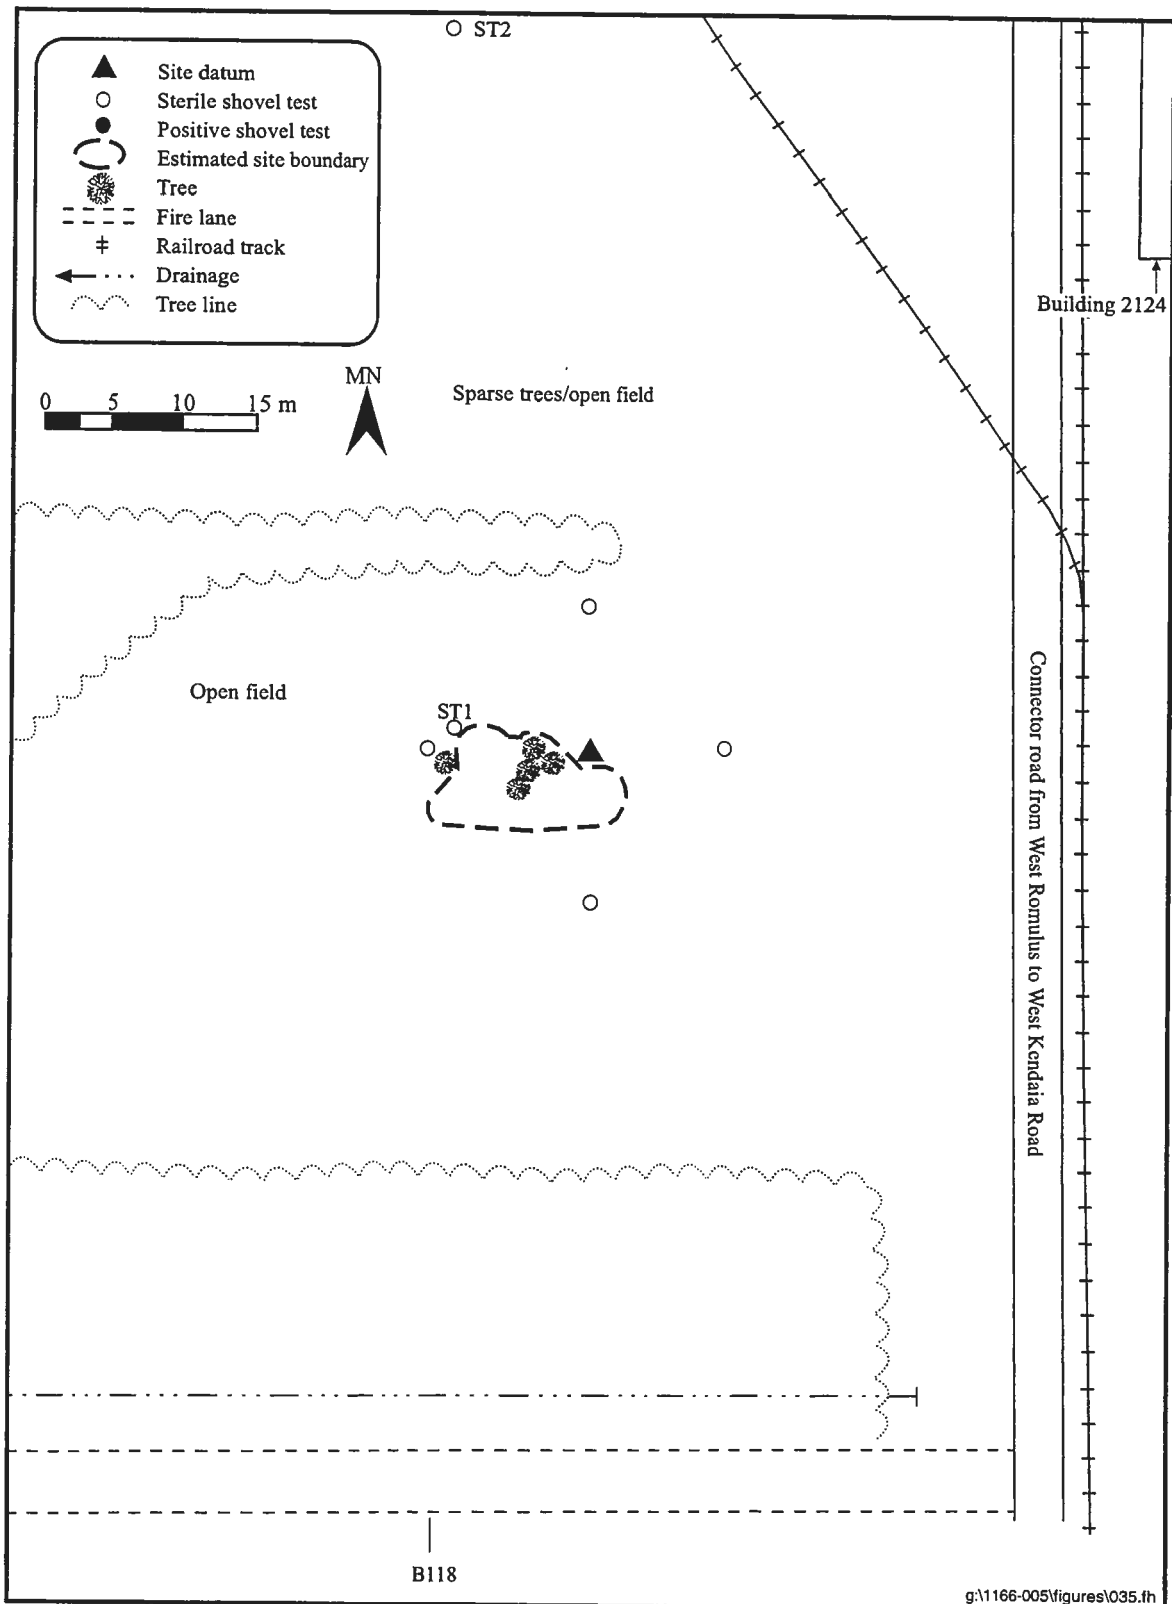 ST2
Site datum
Sterile shovel test
Positive shovel test
Estimated site boundary
Tree
Fire lane
Railroad track
Drainage
Tree line
Building 2124
0 5 10 15 m
MN
Sparse trees/open field
Open field
ST1
Connector road from West Romulus to West Kendaia Road
B118
g:\1166-005\figures\035.fh